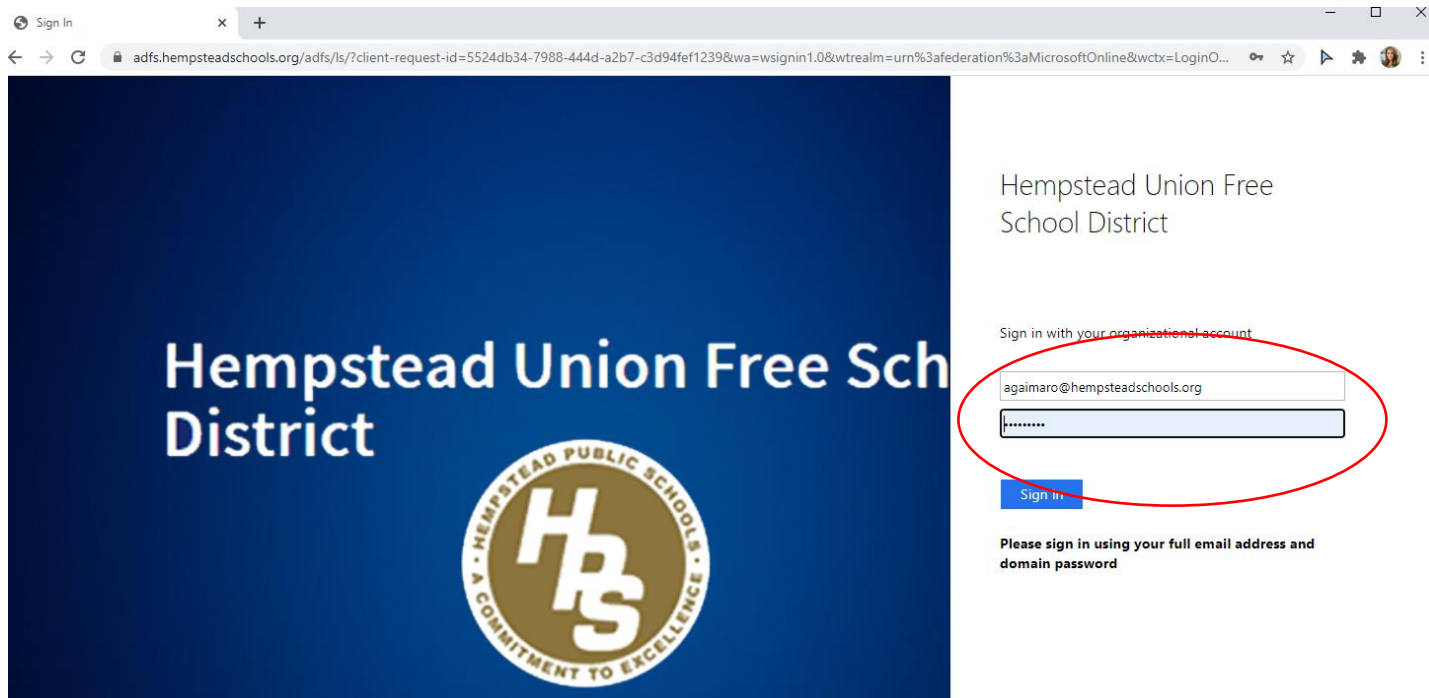 Sign In
adfs.hempsteadschools.org/adfs/ls/?client-request-id=5524db34-7988-444d-a2b7-c3d94fef1239&wa=wsignin1.0&wtrealm=urn%3afederation%3aMicrosoftOnline&wctx=LoginO...
Hempstead Union Free Sch
District
HEMPSTEAD PUBLIC SCHOOLS
HPS
A COMMITMENT TO EXCELLENCE
Hempstead Union Free
School District
Sign in with your organizational account
agaimaro@hempsteadschools.org
•••••••••
Sign in
Please sign in using your full email address and
domain password